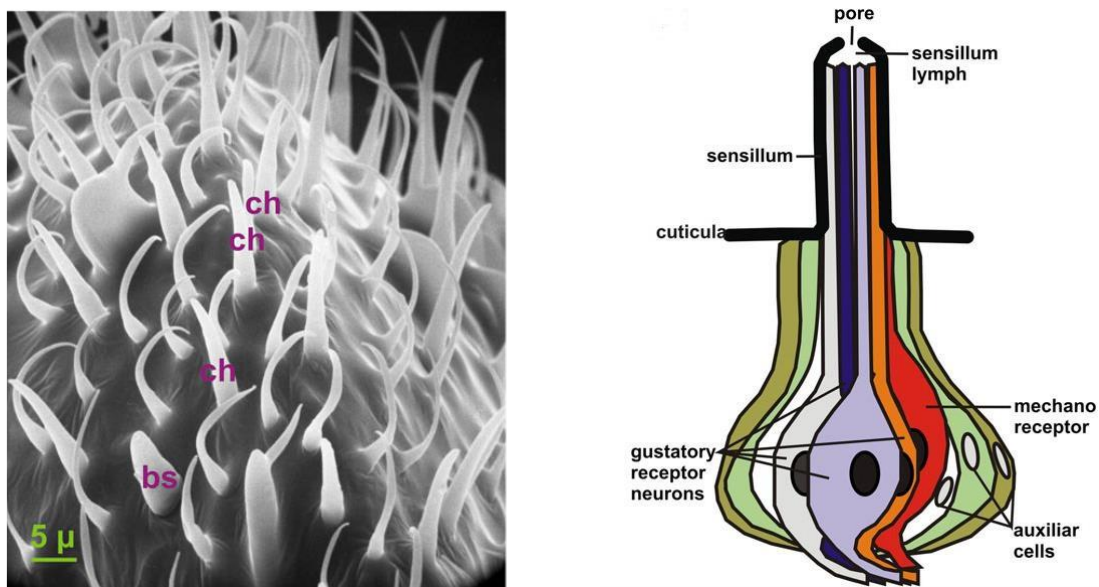 ch
ch
ch
bs
5 µ
pore
sensillum
lymph
sensillum
cuticula
mechano
receptor
gustatory
receptor
neurons
auxiliar
cells